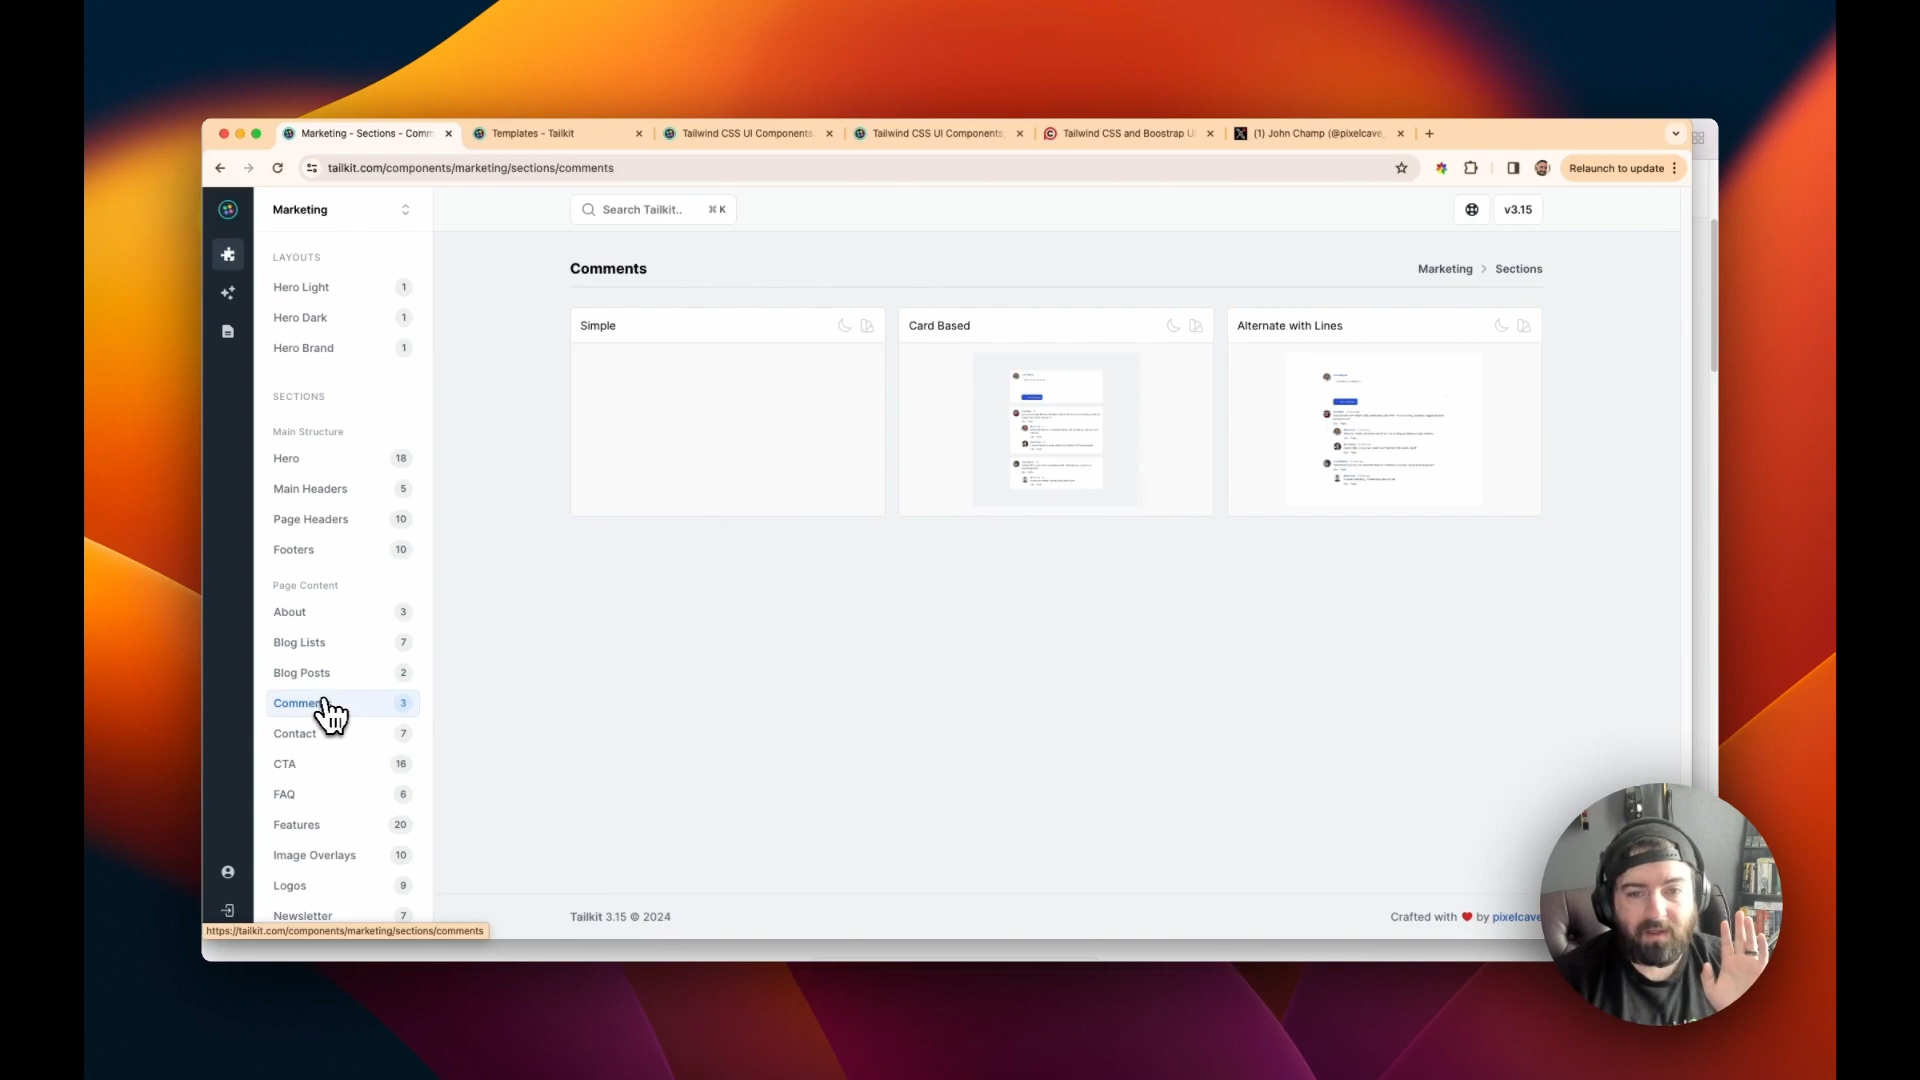 Marketing - Sections - Comm
Templates - Tailkit
Tailwind CSS UI Components,
Tailwind CSS UI Components,
Tailwind CSS and Boostrap U
(1) John Champ (@pixelcave_
tailkit.com/components/marketing/sections/comments
Relaunch to update
Marketing
Search Tailkit..
⌘ K
v3.15
LAYOUTS
Hero Light 1
Hero Dark 1
Hero Brand 1
SECTIONS
Main Structure
Hero 18
Main Headers 5
Page Headers 10
Footers 10
Page Content
About 3
Blog Lists 7
Blog Posts 2
Commen 3
Contact 7
CTA 16
FAQ 6
Features 20
Image Overlays 10
Logos 9
Newsletter 7
https://tailkit.com/components/marketing/sections/comments
Comments
Marketing > Sections
Simple
Card Based
Alternate with Lines
Tailkit 3.15 © 2024
Crafted with ❤ by pixelcave